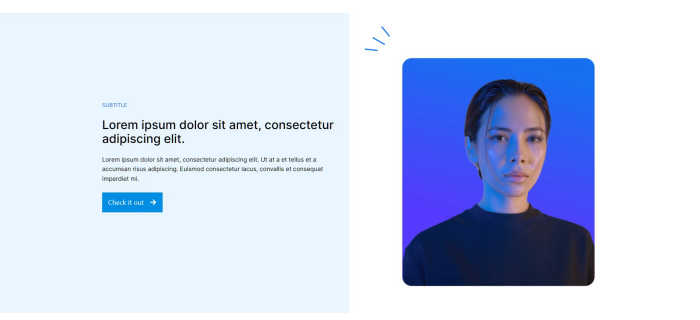 SUBTITLE
Lorem ipsum dolor sit amet, consectetur
adipiscing elit.
Lorem ipsum dolor sit amet, consectetur adipiscing elit. Ut at a et tellus et a
accumsan risus adipiscing. Euismod consectetur lacus, convallis et consequat
imperdiet mi.
Check it out